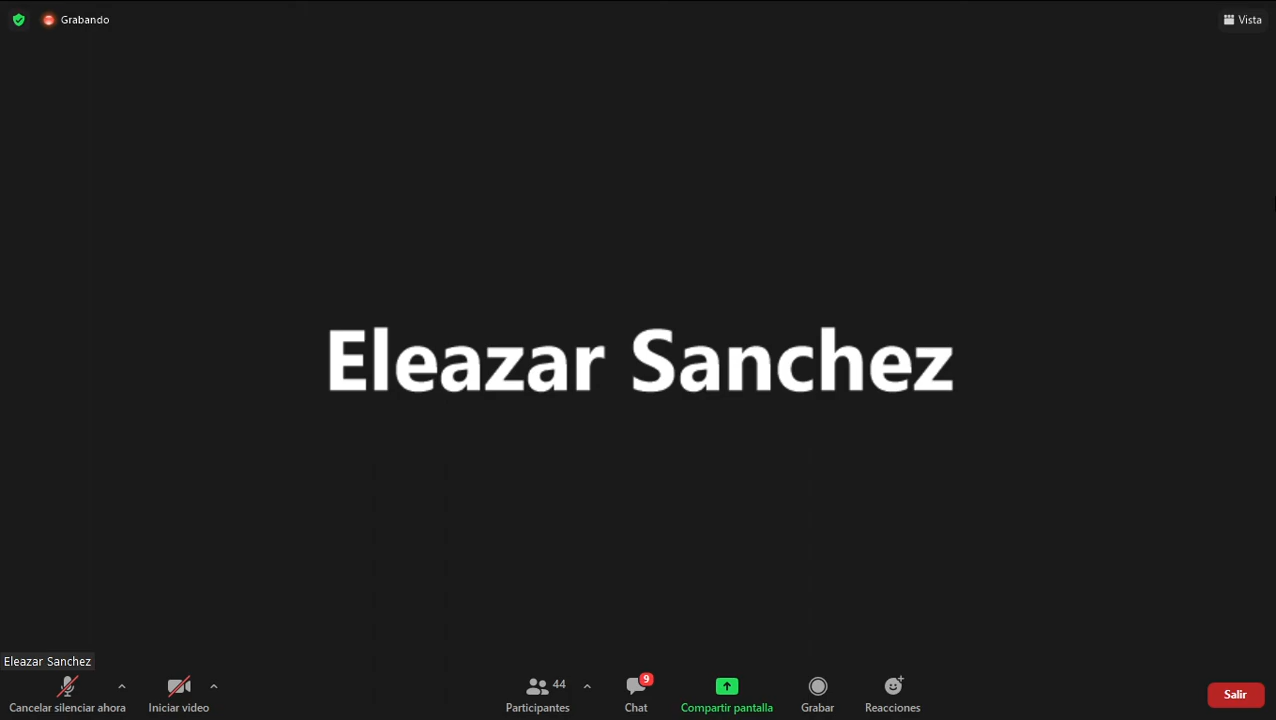 Grabando
Vista
Eleazar Sanchez
Eleazar Sanchez
Cancelar silenciar ahora
Iniciar video
44
Participantes
9
Chat
Compartir pantalla
Grabar
Reacciones
Salir